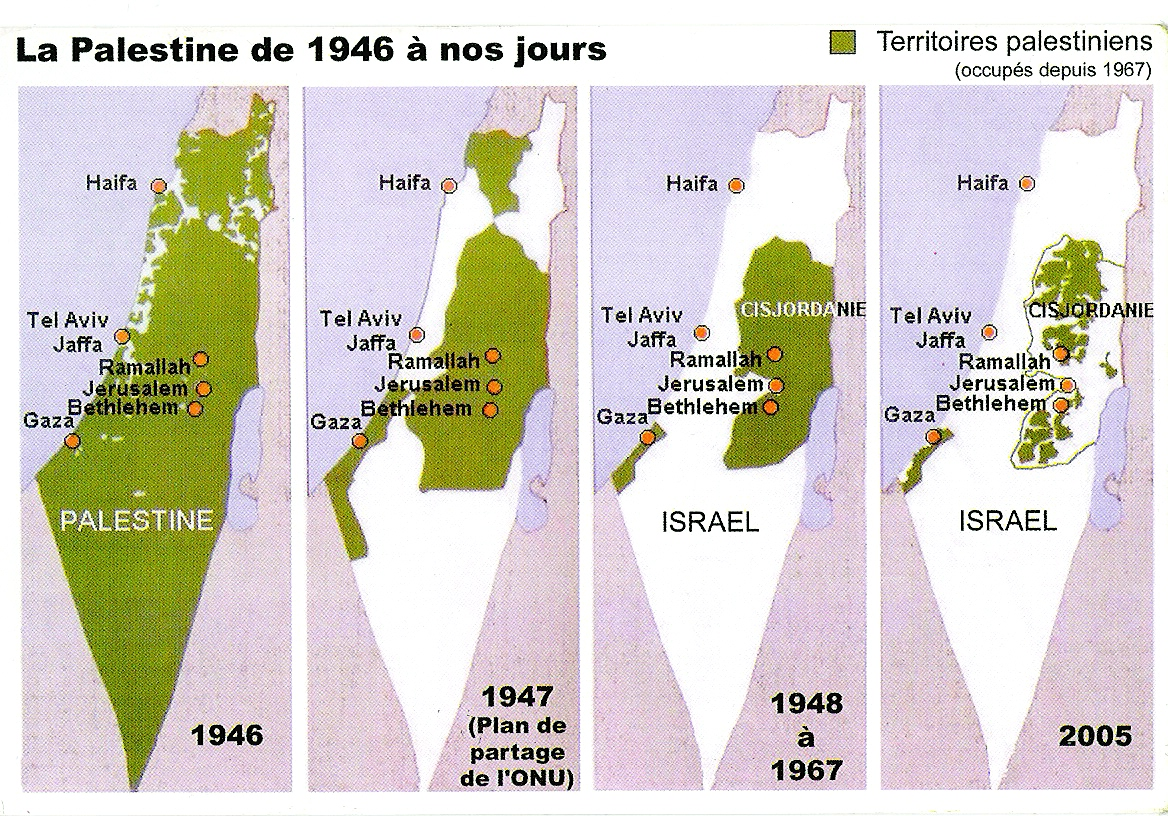 La Palestine de 1946 à nos jours
Territoires palestiniens
(occupés depuis 1967)
Haifa
Tel Aviv
Jaffa
Ramallah
Jerusalem
Bethlehem
Gaza
PALESTINE
1946
Haifa
Tel Aviv
Jaffa
Ramallah
Jerusalem
Bethlehem
Gaza
1947
(Plan de
partage
de l'ONU)
Haifa
CISJORDANIE
Tel Aviv
Jaffa
Ramallah
Jerusalem
Bethlehem
Gaza
ISRAEL
1948
à
1967
Haifa
CISJORDANIE
Tel Aviv
Jaffa
Ramallah
Jerusalem
Bethlehem
Gaza
ISRAEL
2005